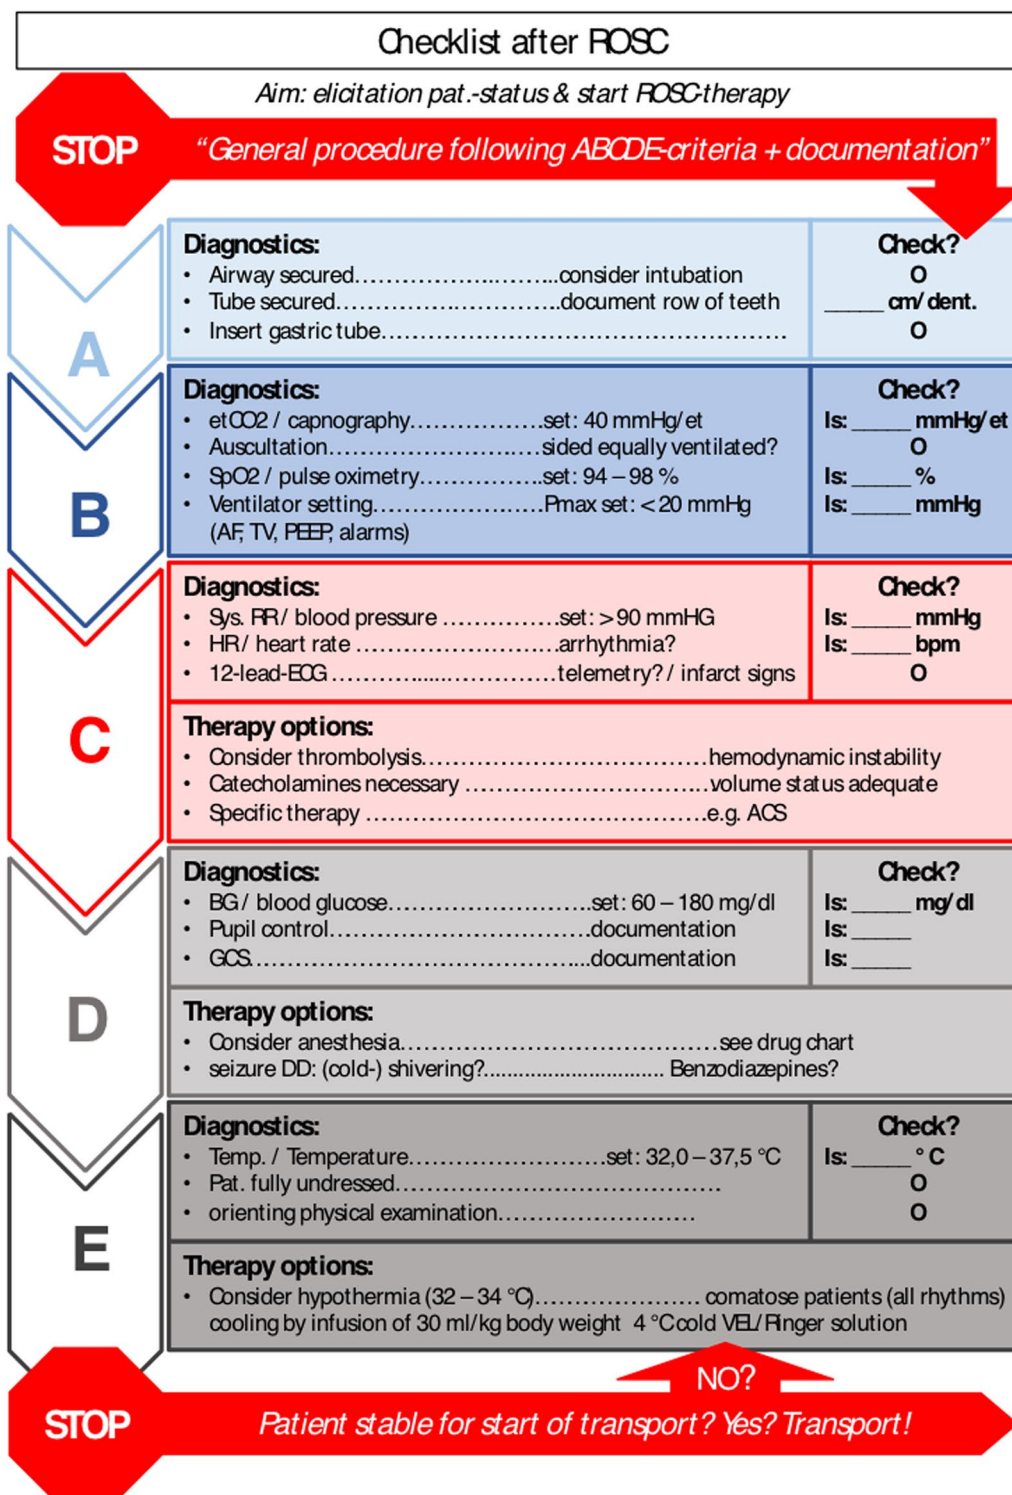 Checklist after ROSC
Aim: elicitation pat.-status & start ROSC-therapy
STOP
“General procedure following ABCDE-criteria + documentation”
A
Diagnostics: Check?
• Airway secured……………………..………..consider intubation O
• Tube secured………………………………..document row of teeth _____ cm/dent.
• Insert gastric tube………………………………………………………. O
B
Diagnostics: Check?
• etCO2 / capnography………………set: 40 mmHg/et Is: _____ mmHg/et
• Auscultation……………………………sided equally ventilated? O
• SpO2 / pulse oximetry……………..set: 94 – 98 % Is: _____ %
• Ventilator setting……………………Pmax set: < 20 mmHg Is: _____ mmHg
(AF, TV, PEEP, alarms)
C
Diagnostics: Check?
• Sys. RR / blood pressure ……………set: > 90 mmHG Is: _____ mmHg
• HR / heart rate …………………………arrhythmia? Is: _____ bpm
• 12-lead-ECG …………......……………telemetry? / infarct signs O
Therapy options:
• Consider thrombolysis……………………………………hemodynamic instability
• Catecholamines necessary ……………………………..volume status adequate
• Specific therapy ……………………………………………e.g. ACS
D
Diagnostics: Check?
• BG / blood glucose………………………….set: 60 – 180 mg/dl Is: _____ mg/dl
• Pupil control…………………………………documentation Is: _____
• GCS…………………………………………....documentation Is: _____
Therapy options:
• Consider anesthesia…………………………………………see drug chart
• seizure DD: (cold-) shivering?................................... Benzodiazepines?
E
Diagnostics: Check?
• Temp. / Temperature…………………………set: 32,0 – 37,5 °C Is: _____ ° C
• Pat. fully undressed………………………………………… O
• orienting physical examination……………………… O
Therapy options:
• Consider hypothermia (32 – 34 °C)…………………… comatose patients (all rhythms)
cooling by infusion of 30 ml/kg body weight 4 °C cold VEL/Ringer solution
NO?
STOP
Patient stable for start of transport? Yes? Transport!